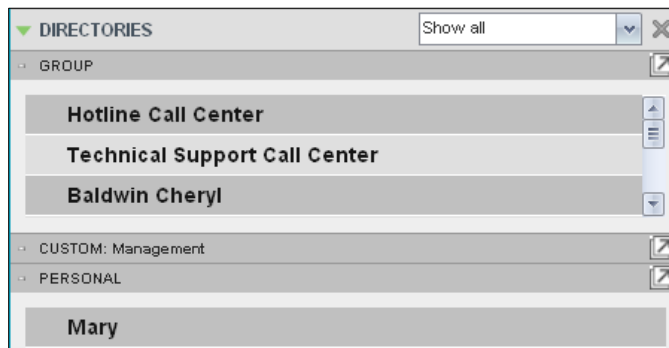 DIRECTORIES Show all
GROUP
Hotline Call Center
Technical Support Call Center
Baldwin Cheryl
CUSTOM: Management
PERSONAL
Mary